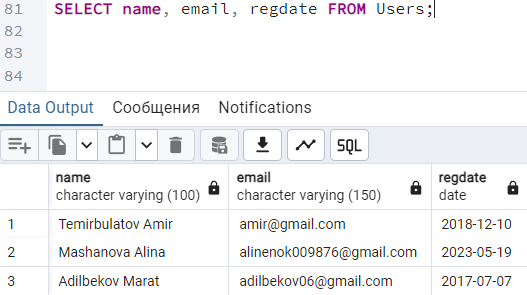 81 SELECT name, email, regdate FROM Users;
82
83
84
Data Output Сообщения Notifications
SQL
name email regdate
character varying (100) character varying (150) date
1 Temirbulatov Amir amir@gmail.com 2018-12-10
2 Mashanova Alina alinenok009876@gmail.com 2023-05-19
3 Adilbekov Marat adilbekov06@gmail.com 2017-07-07